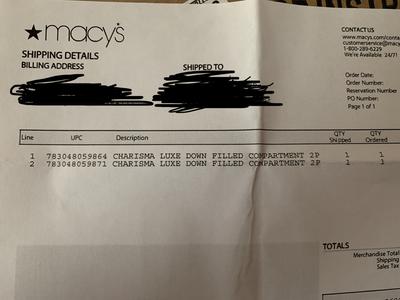 ★macy's
SHIPPING DETAILS
BILLING ADDRESS
SHIPPED TO
CONTACT US
www.macys.com/conta
customerservice@macy
1-800-289-6229
We're Available 24/7!
Order Date:
Order Number:
Reservation Number
PO Number:
Page 1 of 1
Line UPC Description QTY Shipped QTY Ordered
1 783048059864 CHARISMA LUXE DOWN FILLED COMPARTMENT 2P 1 1
2 783048059871 CHARISMA LUXE DOWN FILLED COMPARTMENT 2P 1 1
TOTALS
Merchandise Total
Shipping
Sales Tax